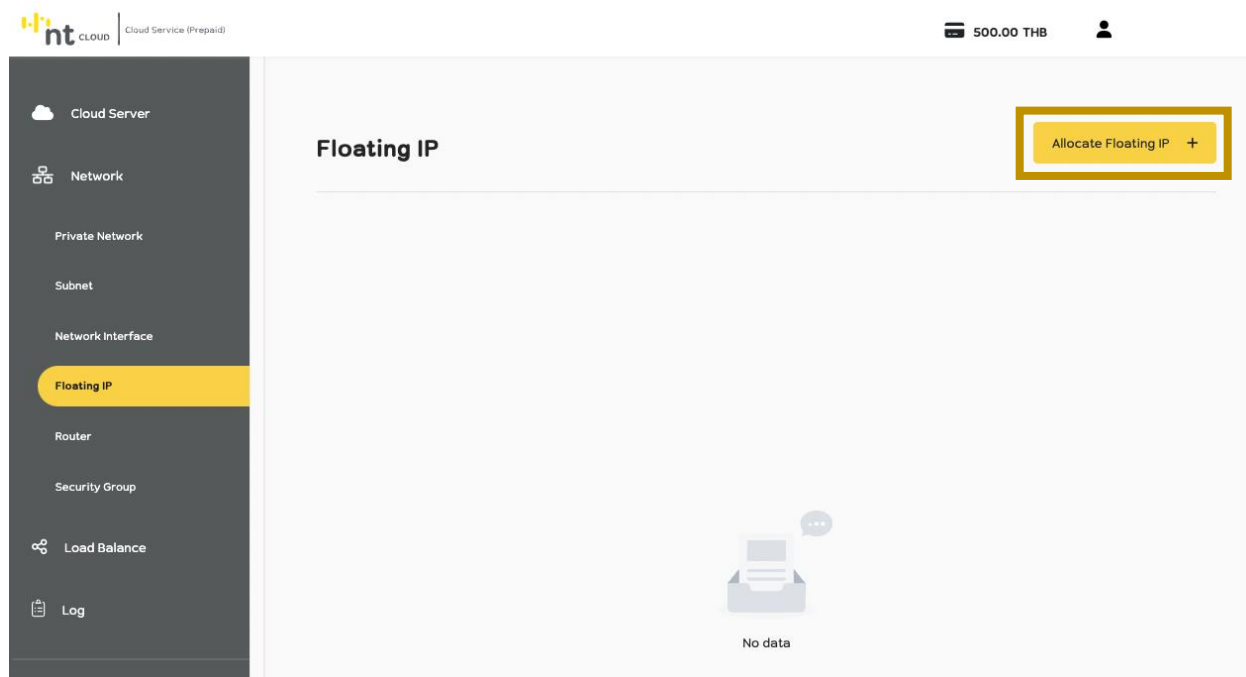 nt CLOUD Cloud Service (Prepaid)
500.00 THB
Cloud Server
Network
Private Network
Subnet
Network Interface
Floating IP
Router
Security Group
Load Balance
Log
Floating IP
Allocate Floating IP +
No data